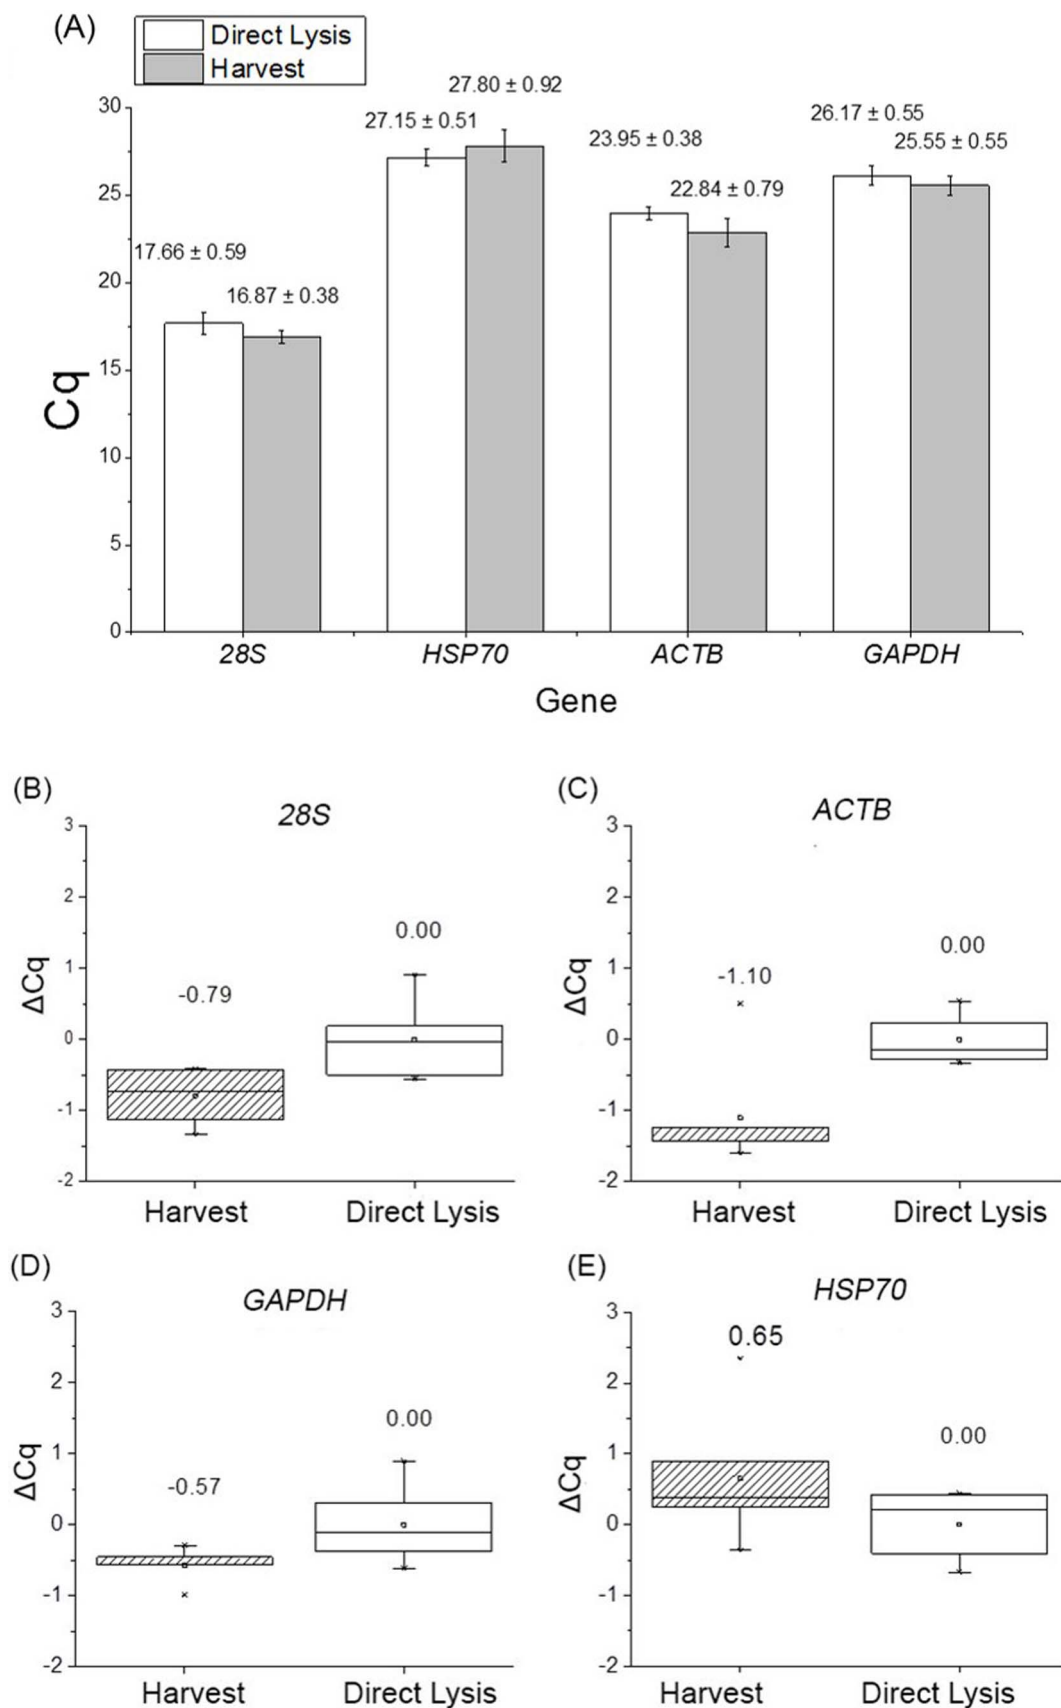 (A)
Direct Lysis
Harvest
27.80 ± 0.92
27.15 ± 0.51
26.17 ± 0.55
25.55 ± 0.55
23.95 ± 0.38
22.84 ± 0.79
17.66 ± 0.59
16.87 ± 0.38
30
25
20
15
10
5
0
Cq
28S HSP70 ACTB GAPDH
Gene
(B)
28S
3
2
1
0
-1
-2
ΔCq
-0.79
0.00
Harvest Direct Lysis
(C)
ACTB
3
2
1
0
-1
-2
ΔCq
-1.10
0.00
Harvest Direct Lysis
(D)
GAPDH
3
2
1
0
-1
-2
ΔCq
-0.57
0.00
Harvest Direct Lysis
(E)
HSP70
3
2
1
0
-1
-2
ΔCq
0.65
0.00
Harvest Direct Lysis